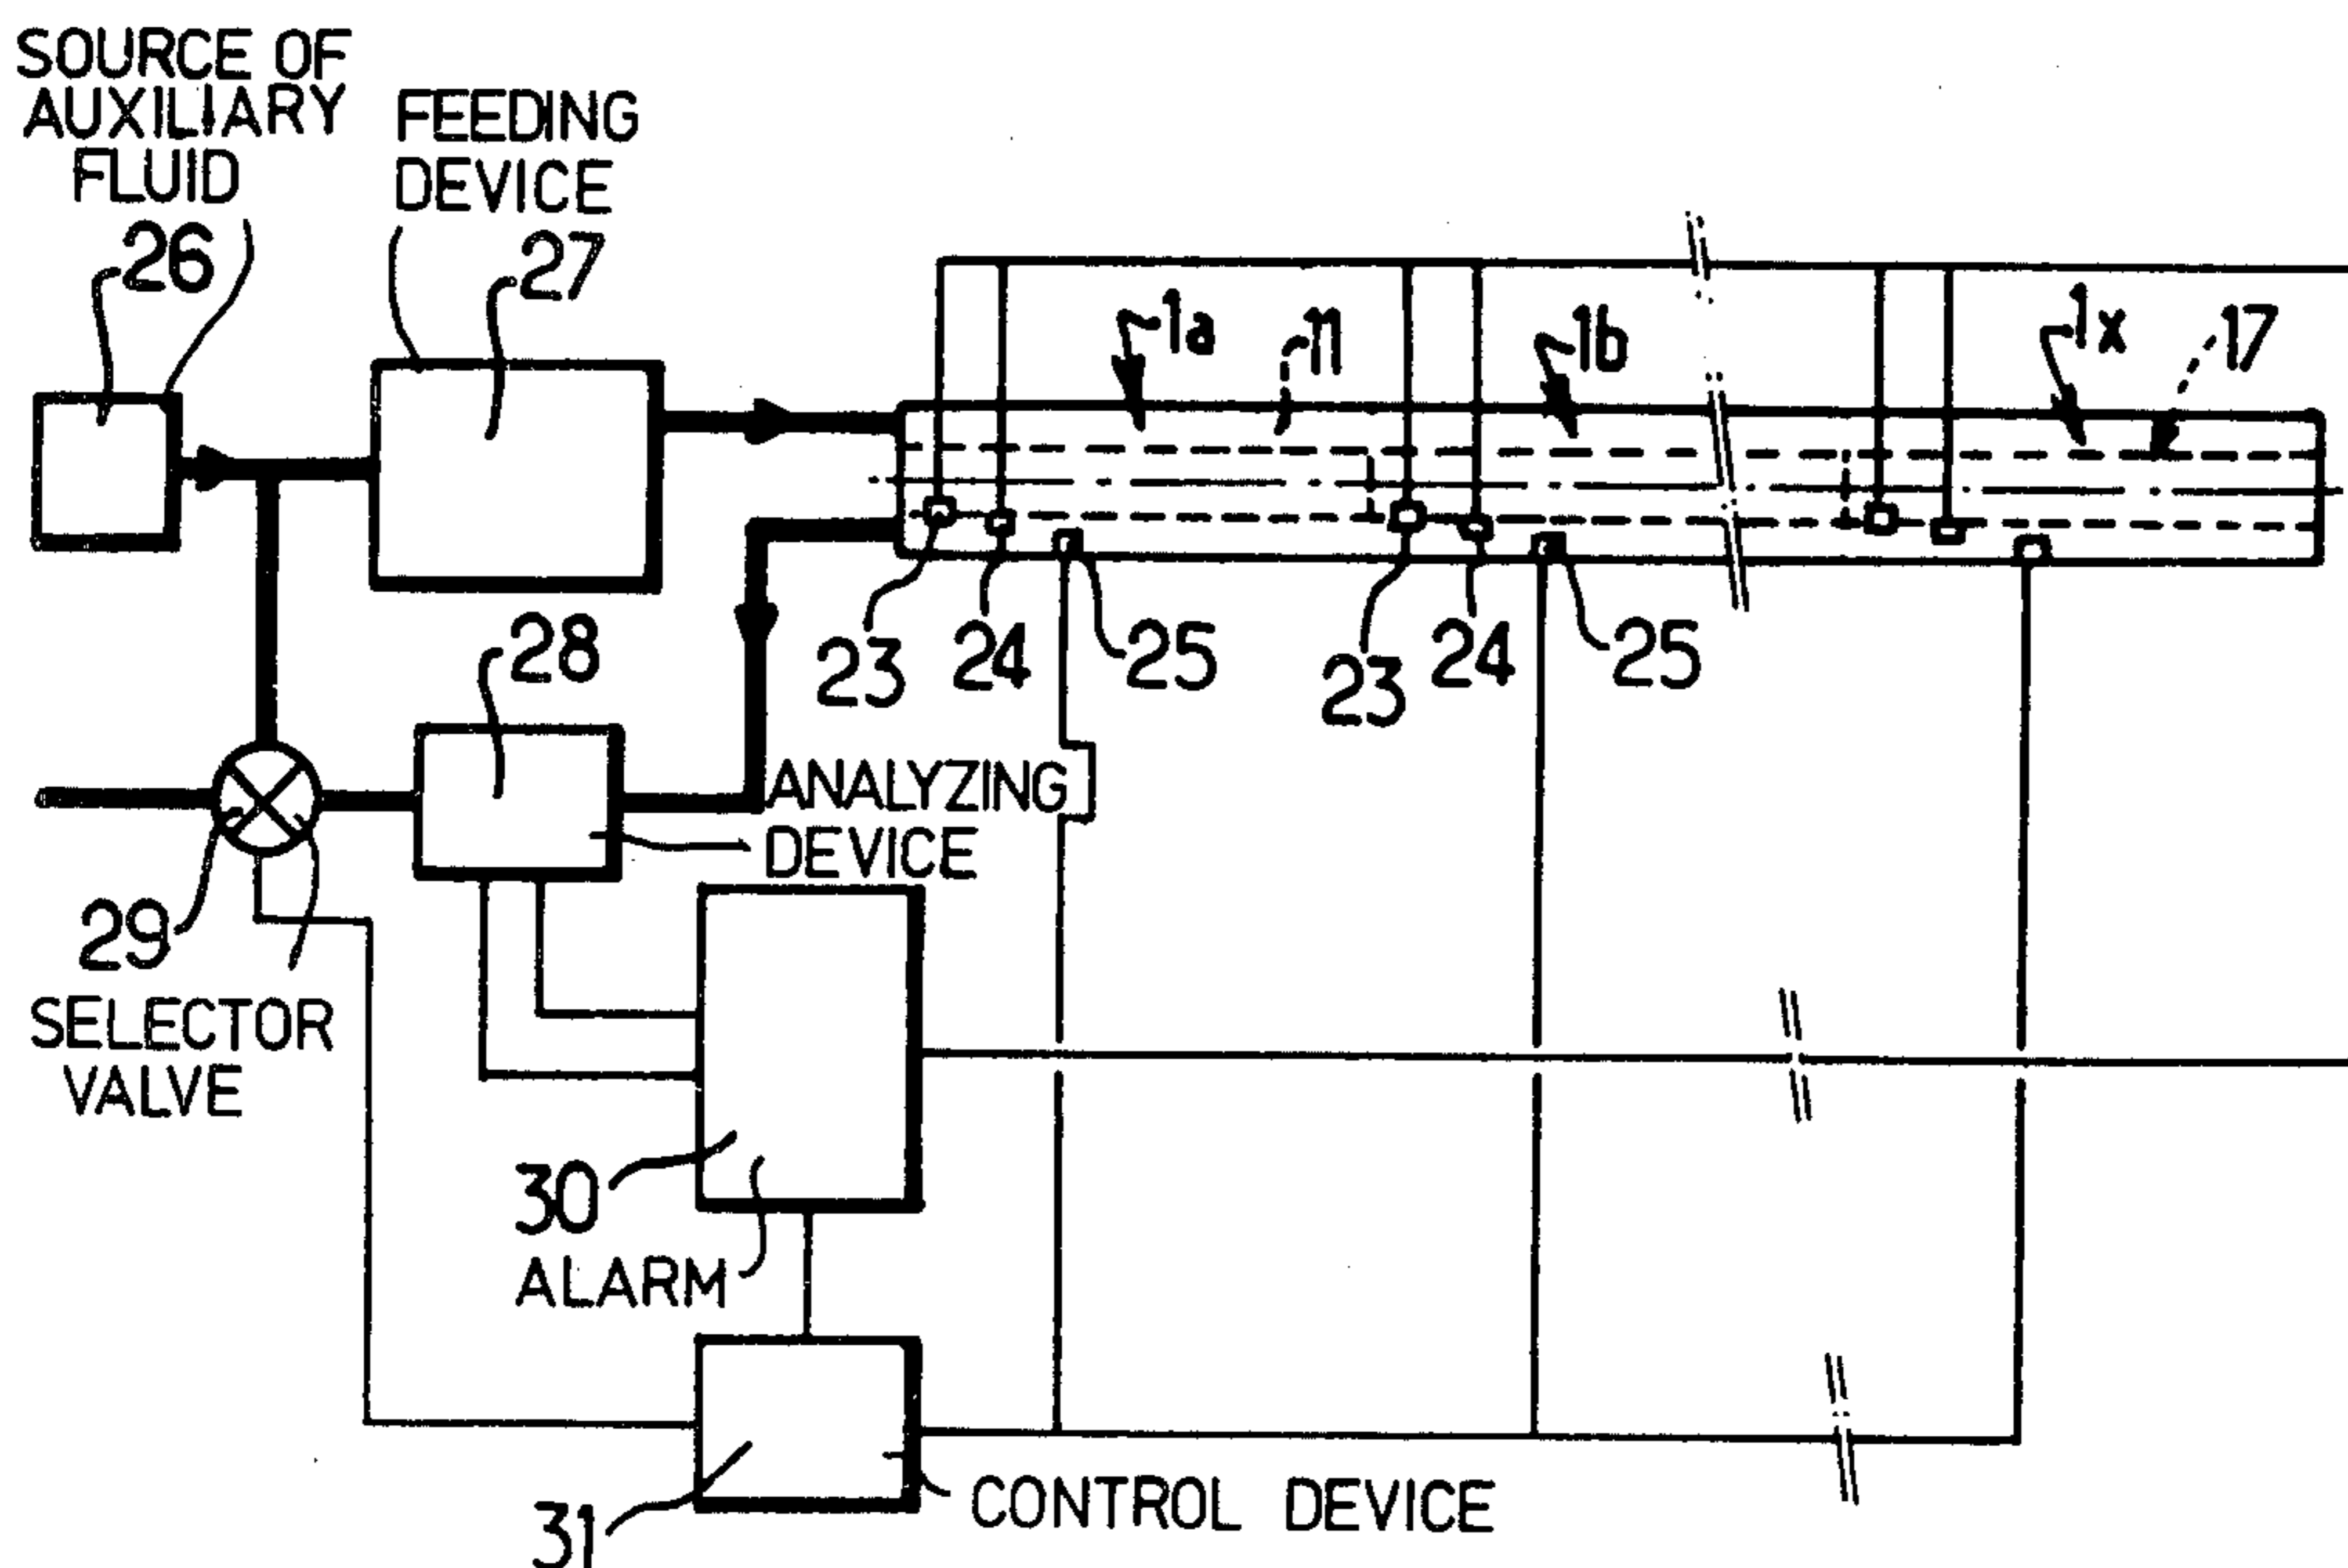 SOURCE OF
AUXILIARY
FLUID
26
FEEDING
DEVICE
27
1a
11
1b
1x
17
23
24
25
23
24
25
28
ANALYZING
DEVICE
29
SELECTOR
VALVE
30
ALARM
31
CONTROL DEVICE